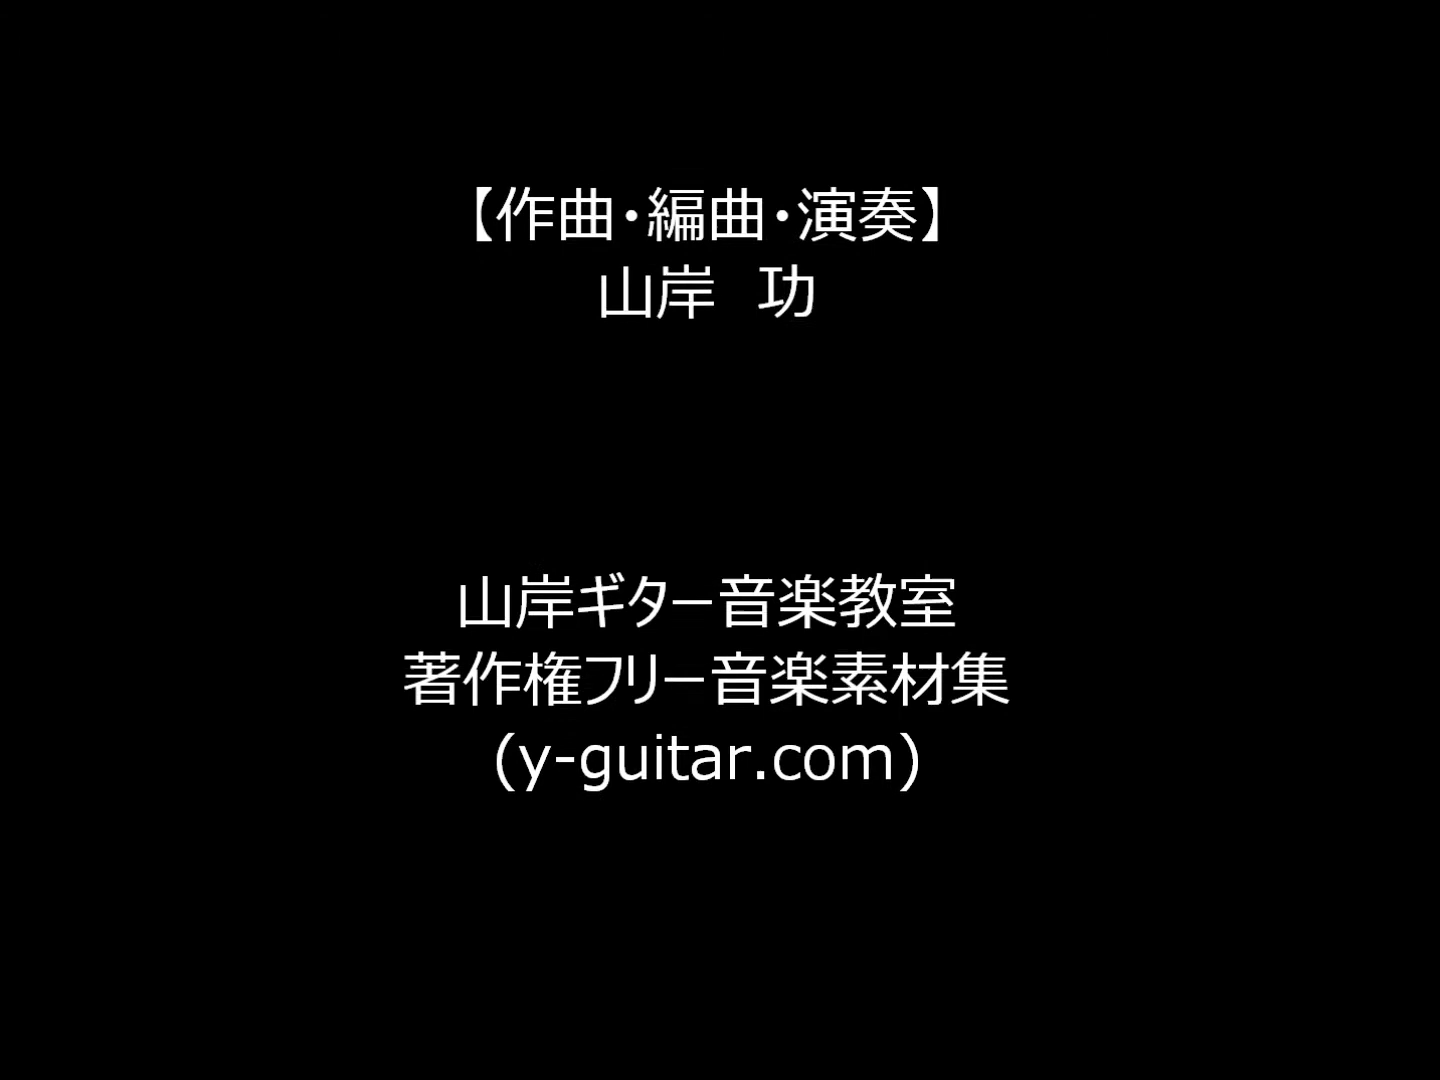 【作曲・編曲・演奏】
山岸　功
山岸ギター音楽教室
著作権フリー音楽素材集
(y-guitar.com)